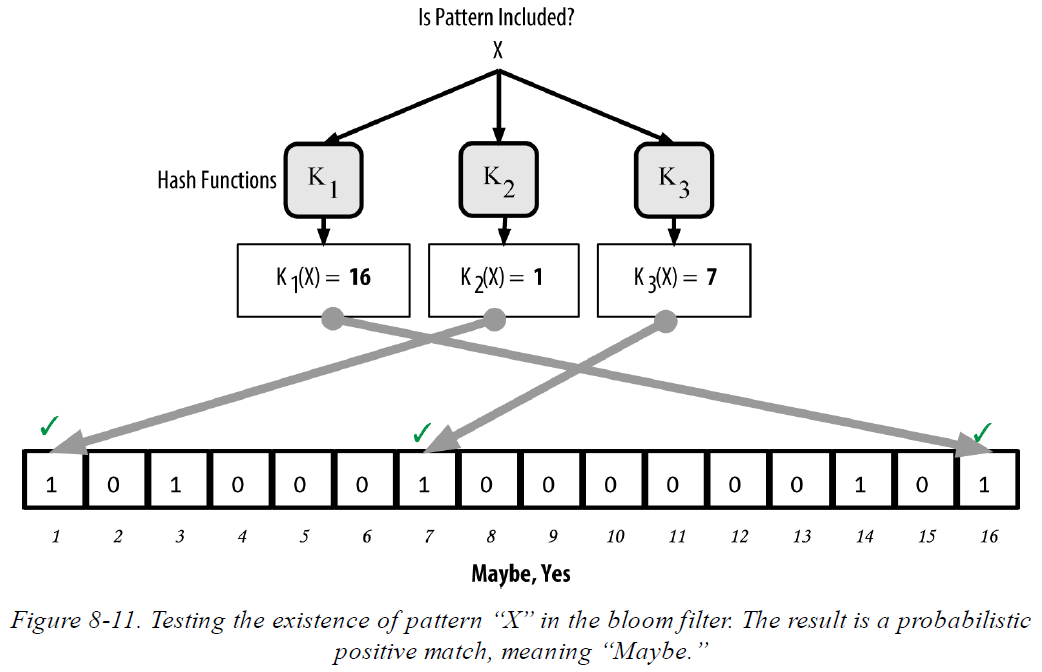 Is Pattern Included?
X
Hash Functions
K1 K2 K3
K1(X) = 16 K2(X) = 1 K3(X) = 7
✓ ✓ ✓
1 0 1 0 0 0 1 0 0 0 0 0 0 1 0 1
1 2 3 4 5 6 7 8 9 10 11 12 13 14 15 16
Maybe, Yes
Figure 8-11. Testing the existence of pattern “X” in the bloom filter. The result is a probabilistic
positive match, meaning “Maybe.”